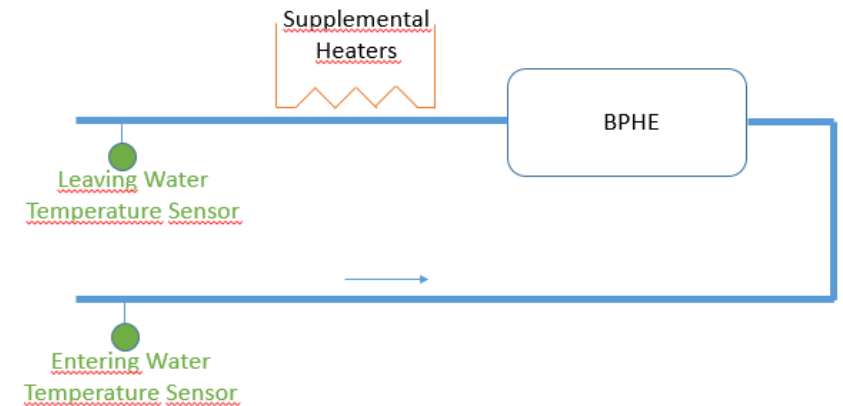 Supplemental
Heaters
BPHE
Leaving Water
Temperature Sensor
Entering Water
Temperature Sensor